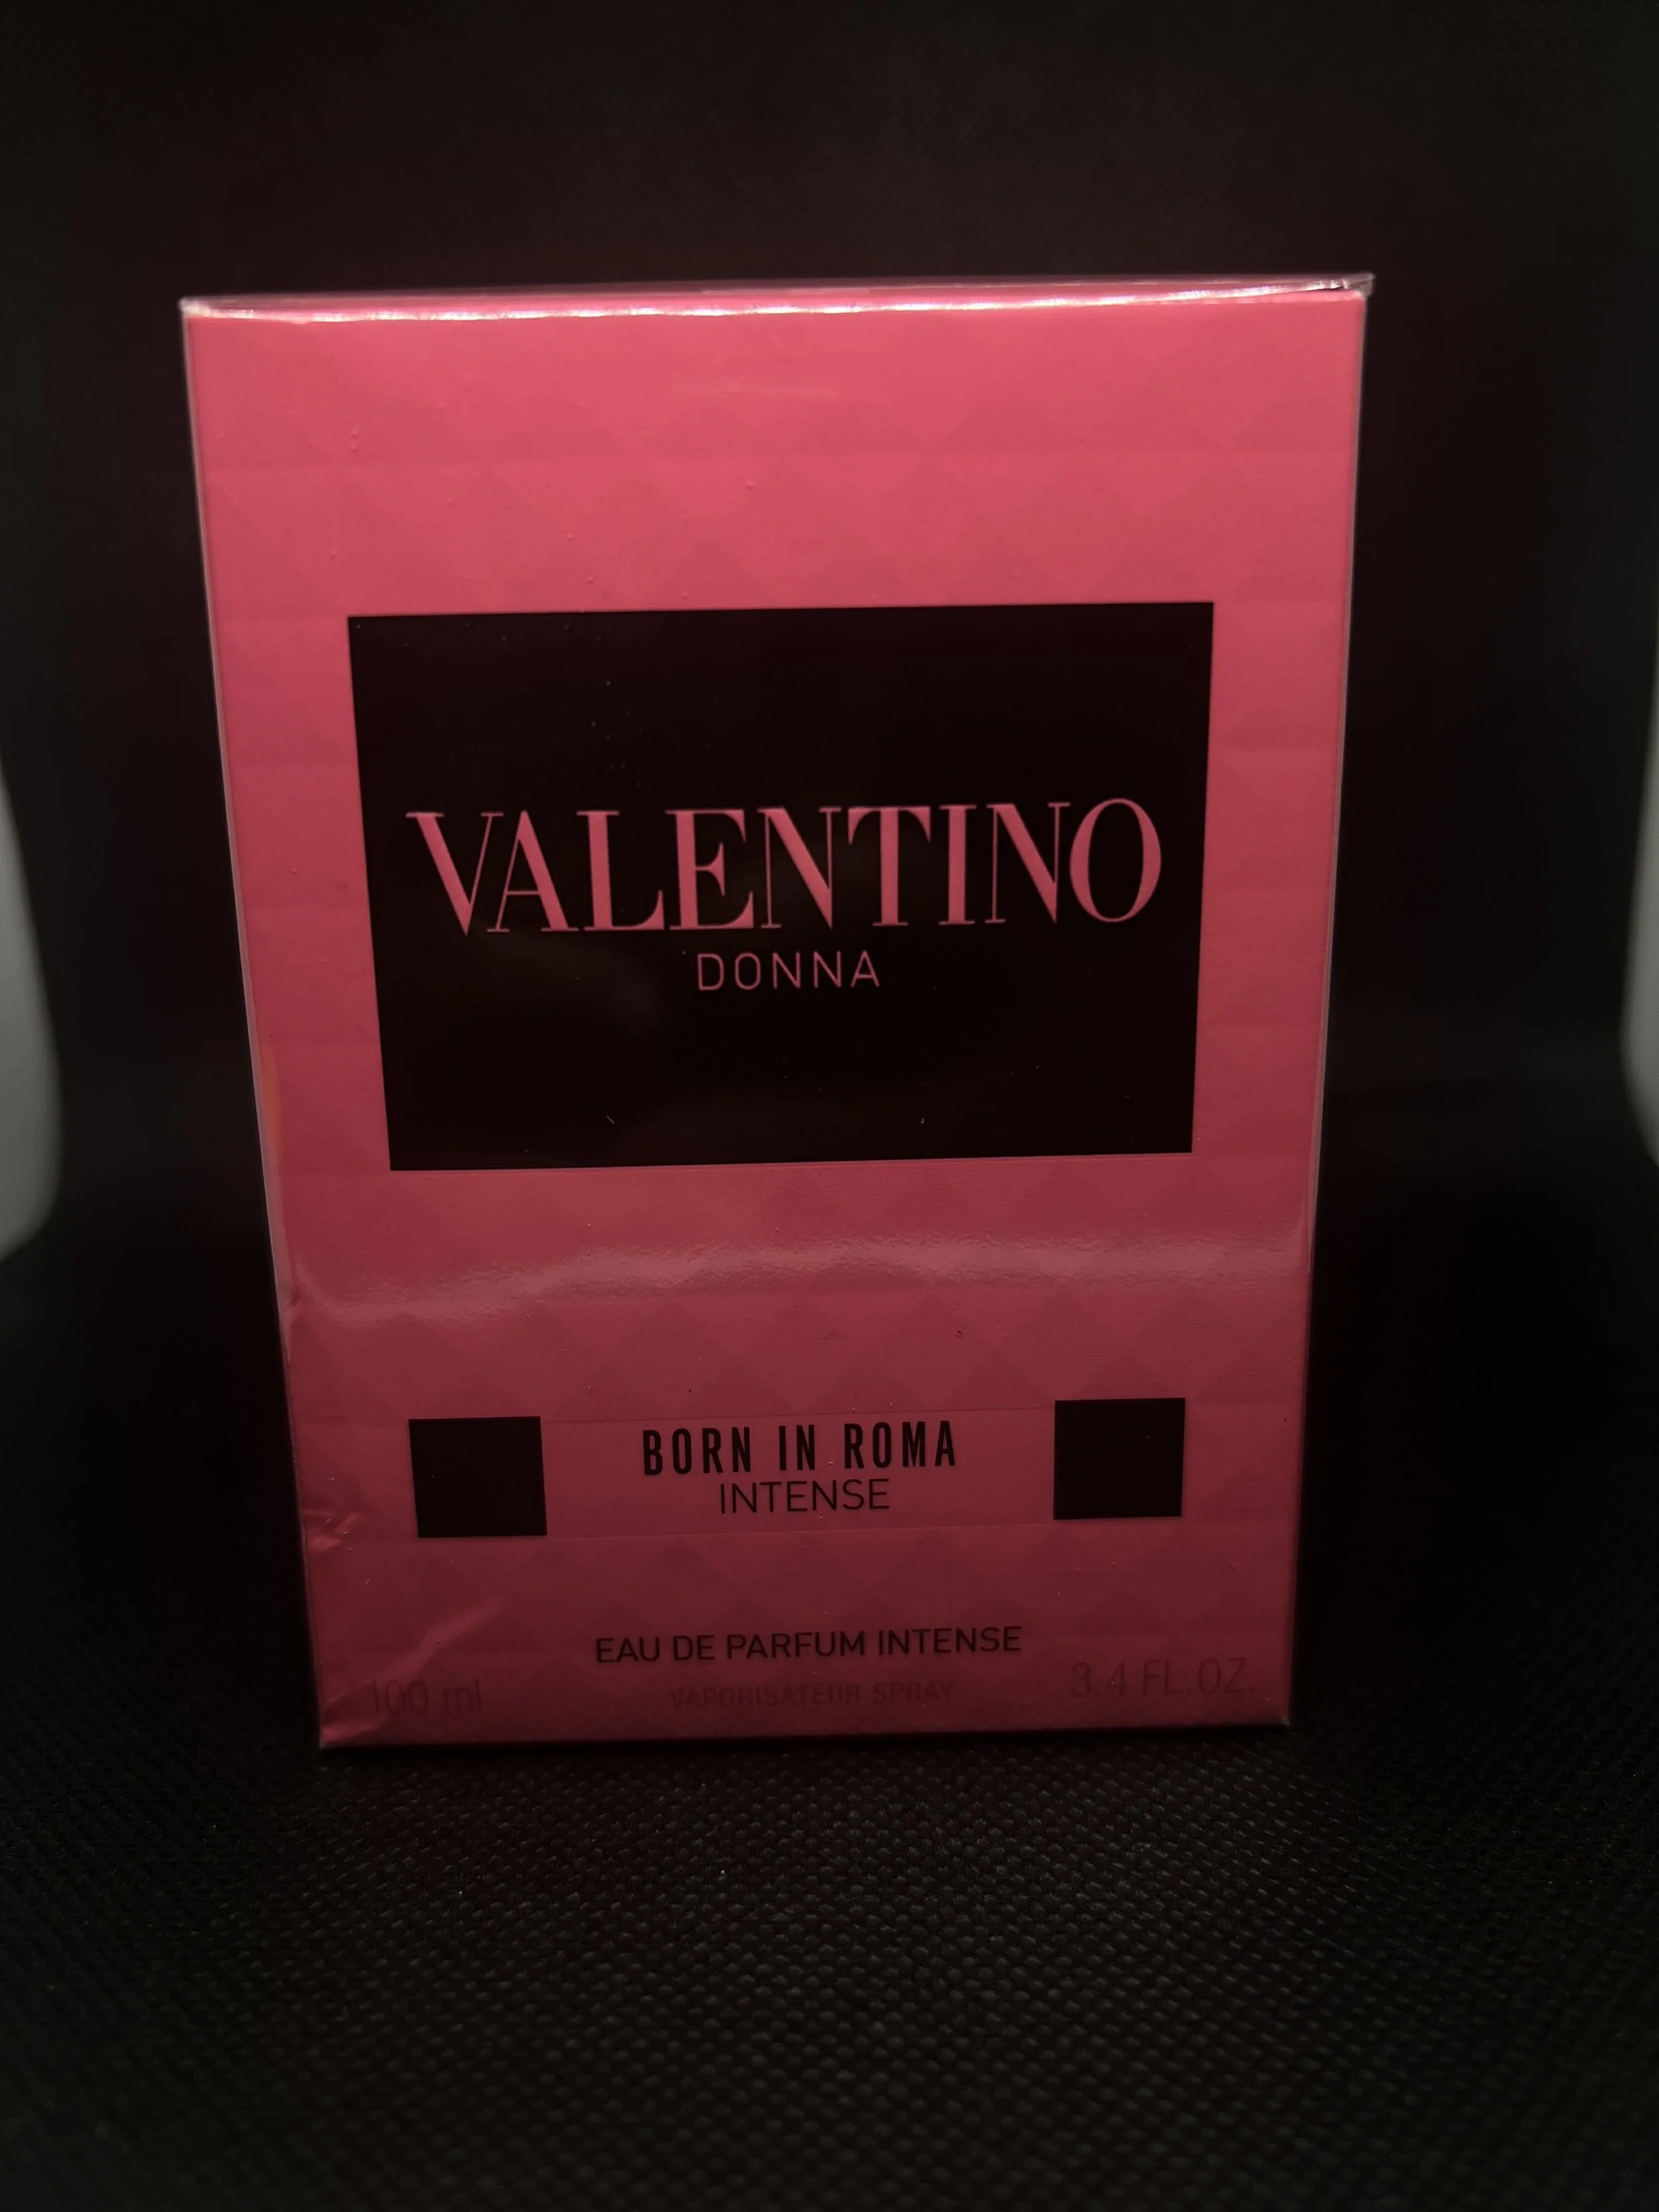 VALENTINO
DONNA
BORN IN ROMA
INTENSE
EAU DE PARFUM INTENSE
100 ml VAPORISATEUR SPRAY 3.4 FL.OZ.